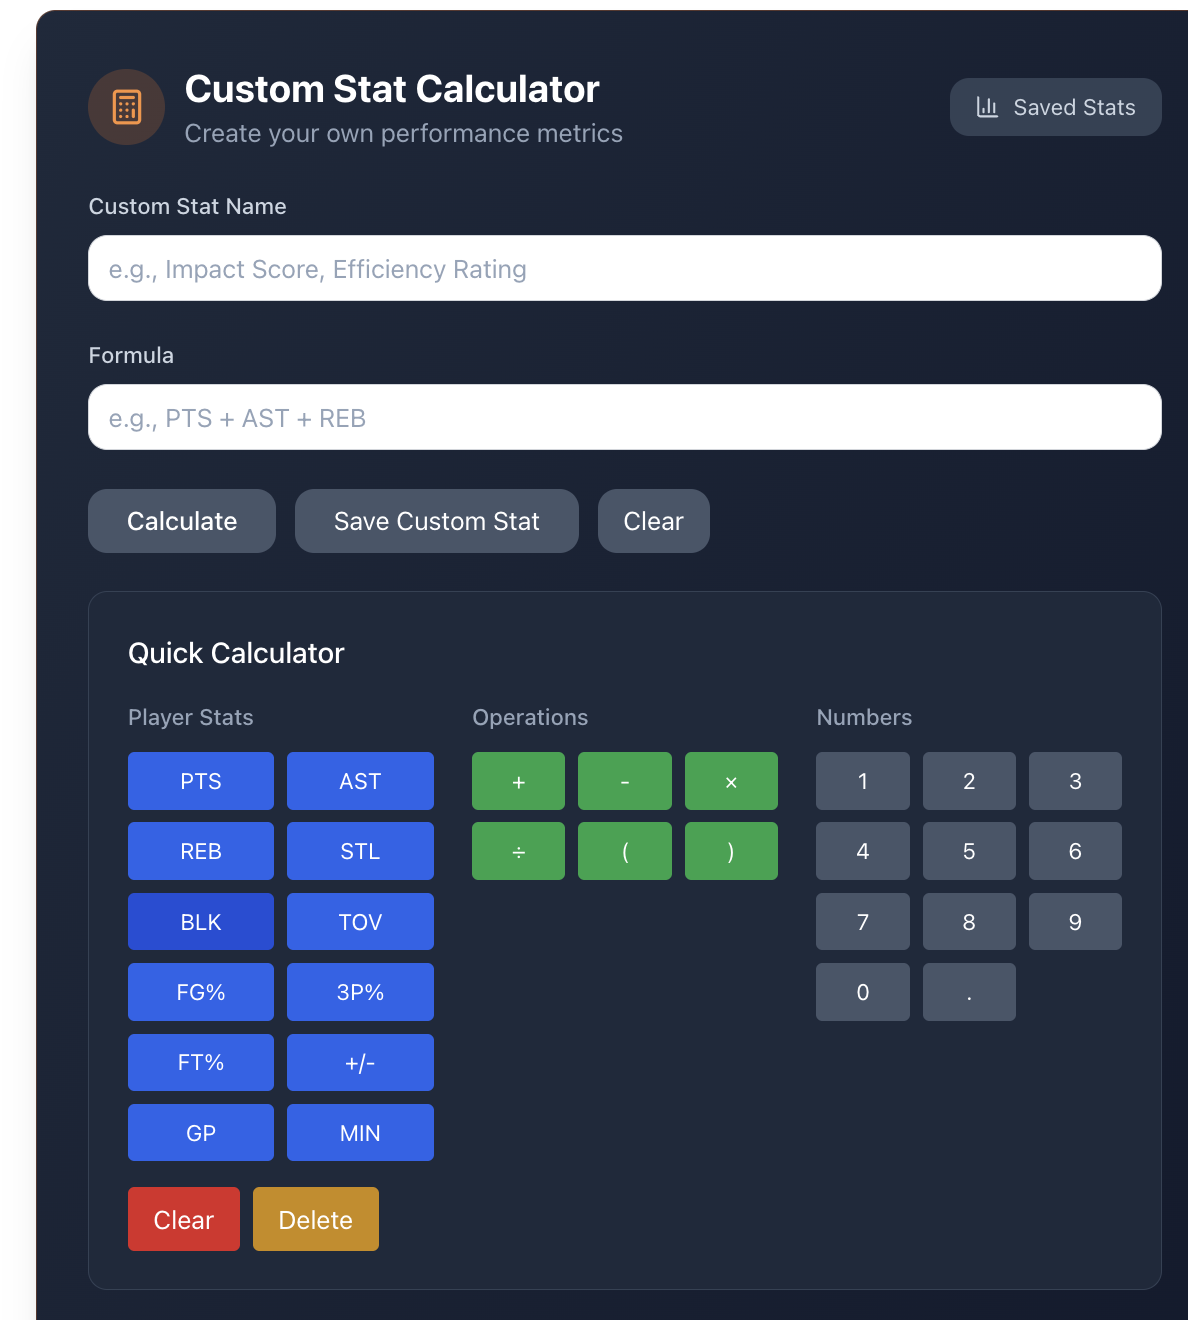 Custom Stat Calculator
Create your own performance metrics
Saved Stats
Custom Stat Name
e.g., Impact Score, Efficiency Rating
Formula
e.g., PTS + AST + REB
Calculate
Save Custom Stat
Clear
Quick Calculator
Player Stats
PTS AST
REB STL
BLK TOV
FG% 3P%
FT% +/-
GP MIN
Operations
+ - ×
÷ ( )
Numbers
1 2 3
4 5 6
7 8 9
0 .
Clear Delete